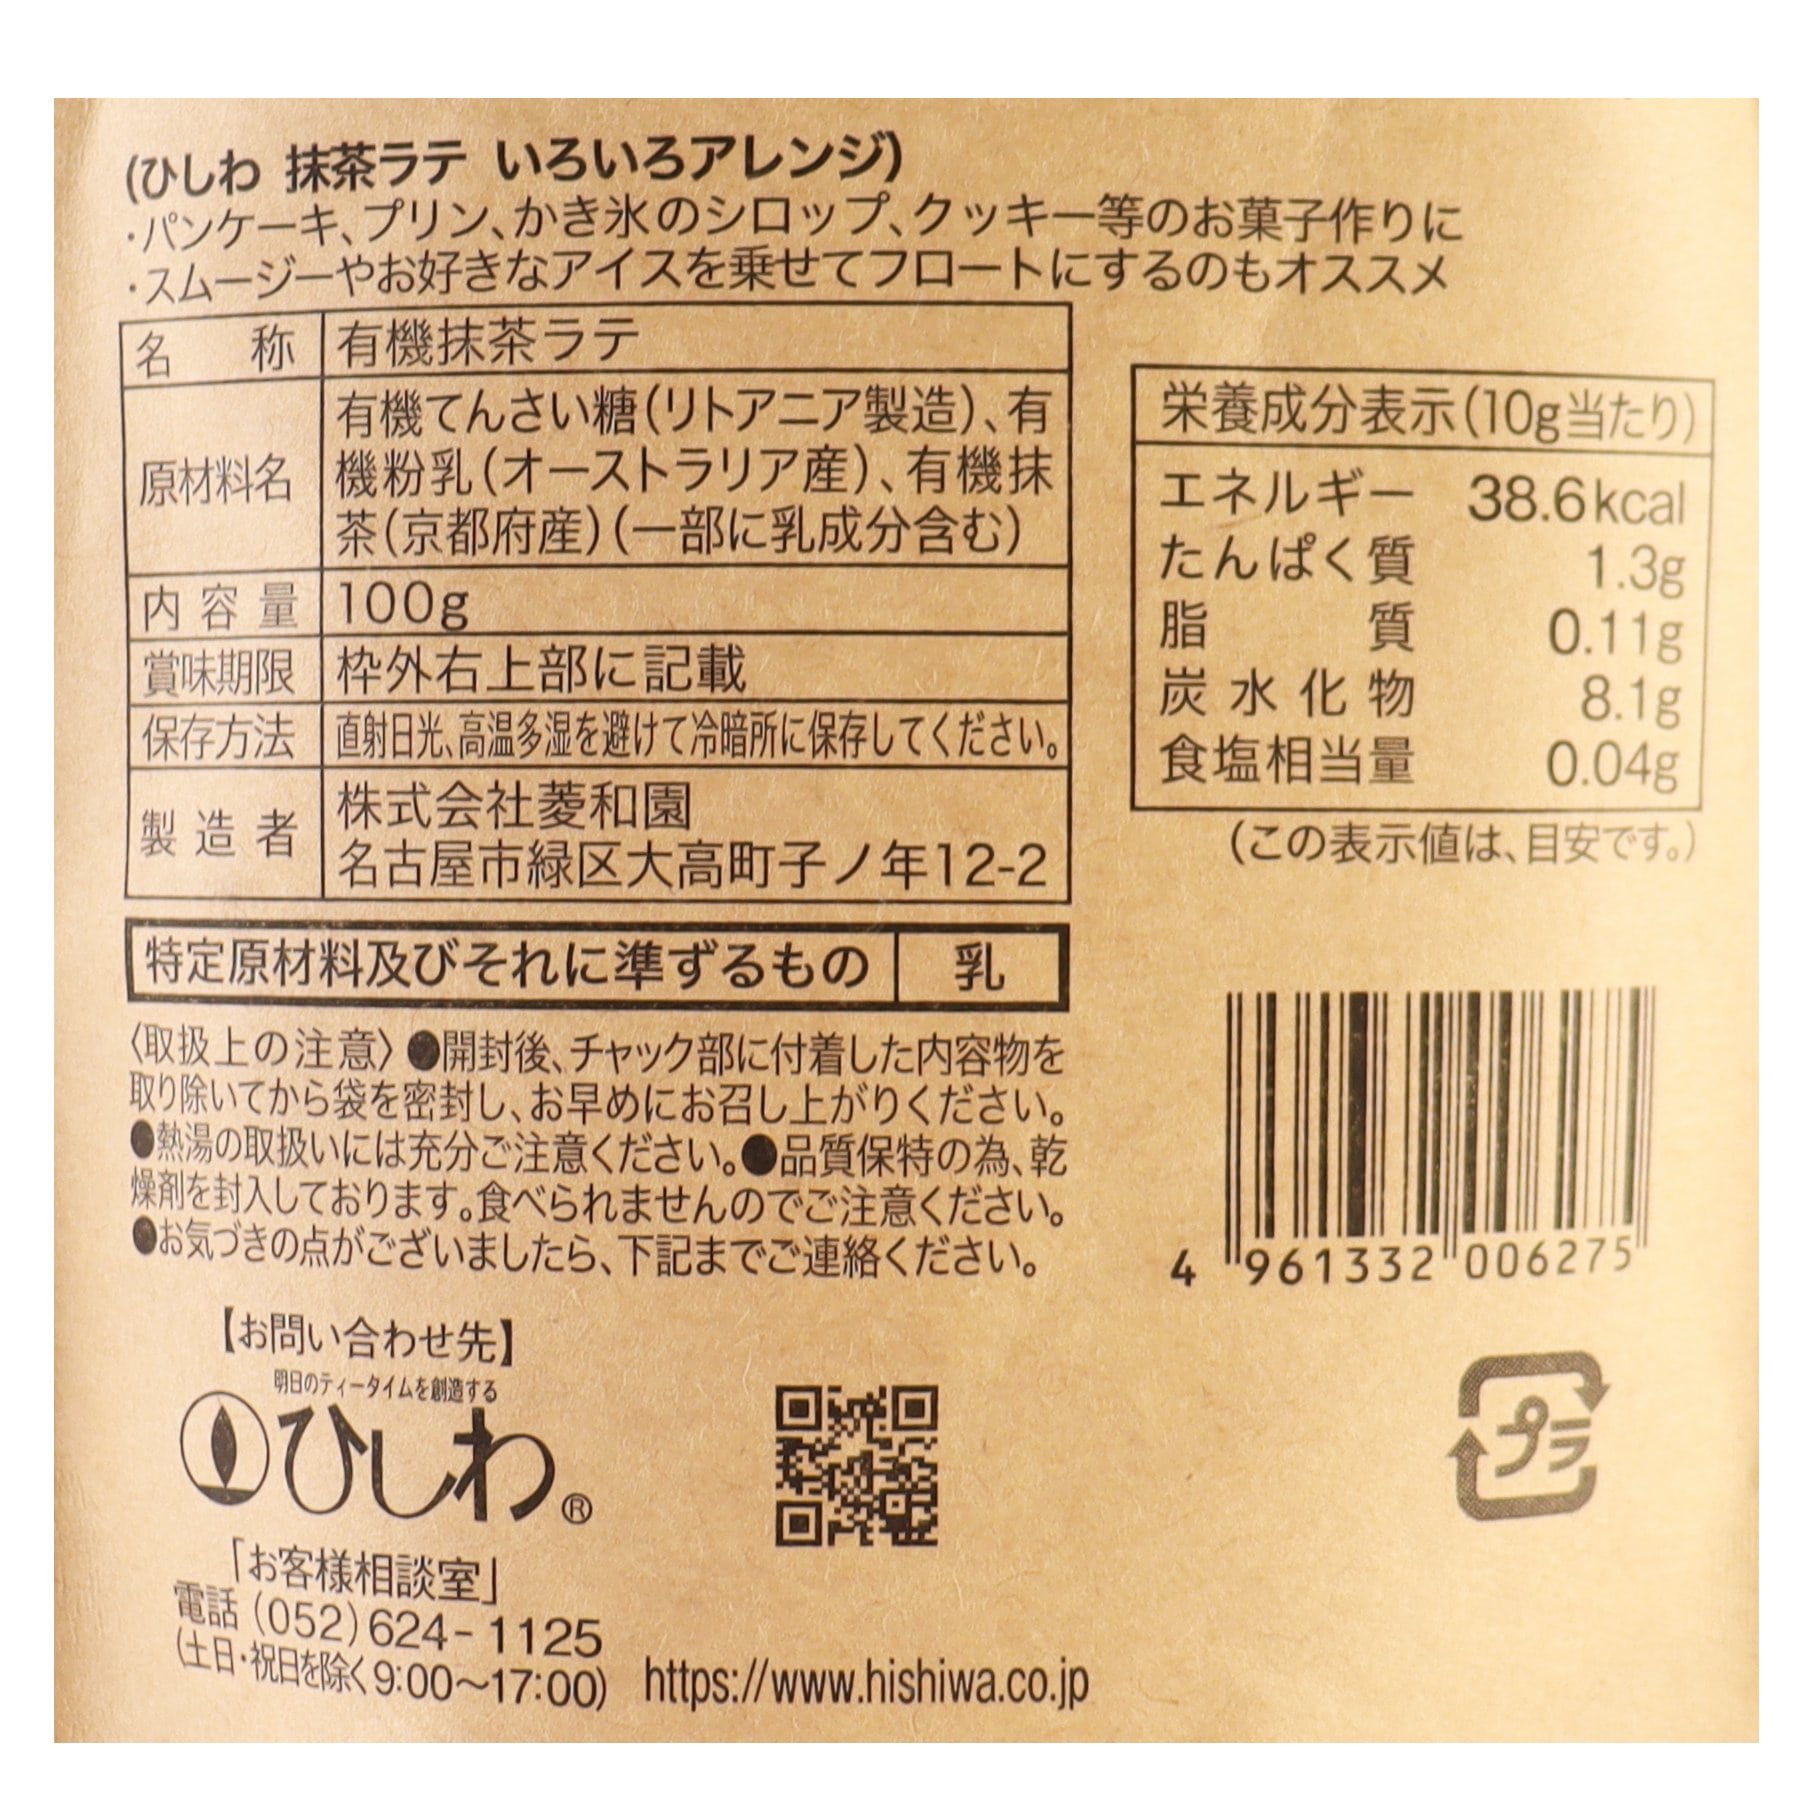 (ひしわ 抹茶ラテ いろいろアレンジ)
・パンケーキ、プリン、かき氷のシロップ、クッキー等のお菓子作りに
・スムージーやお好きなアイスを乗せてフロートにするのもオススメ
名 称 有機抹茶ラテ
原材料名 有機てんさい糖(リトアニア製造)、有
機粉乳(オーストラリア産)、有機抹
茶(京都府産)(一部に乳成分含む)
内容量 100g
賞味期限 枠外右上部に記載
保存方法 直射日光、高温多湿を避けて冷暗所に保存してください。
製造者 株式会社菱和園
名古屋市緑区大高町子ノ年12-2
栄養成分表示(10g当たり)
エネルギー 38.6kcal
たんぱく質 1.3g
脂質 0.11g
炭水化物 8.1g
食塩相当量 0.04g
(この表示値は、目安です。)
特定原材料及びそれに準ずるもの 乳
〈取扱上の注意〉●開封後、チャック部に付着した内容物を
取り除いてから袋を密封し、お早めにお召し上がりください。
●熱湯の取扱いには充分ご注意ください。●品質保特の為、乾
燥剤を封入しております。食べられませんのでご注意ください。
●お気づきの点がございましたら、下記までご連絡ください。
4 961332 006275
【お問い合わせ先】
明日のティータイムを創造する
ひしわ®
「お客様相談室」
電話(052)624-1125
(土日・祝日を除く9:00〜17:00)
https://www.hishiwa.co.jp
プラ